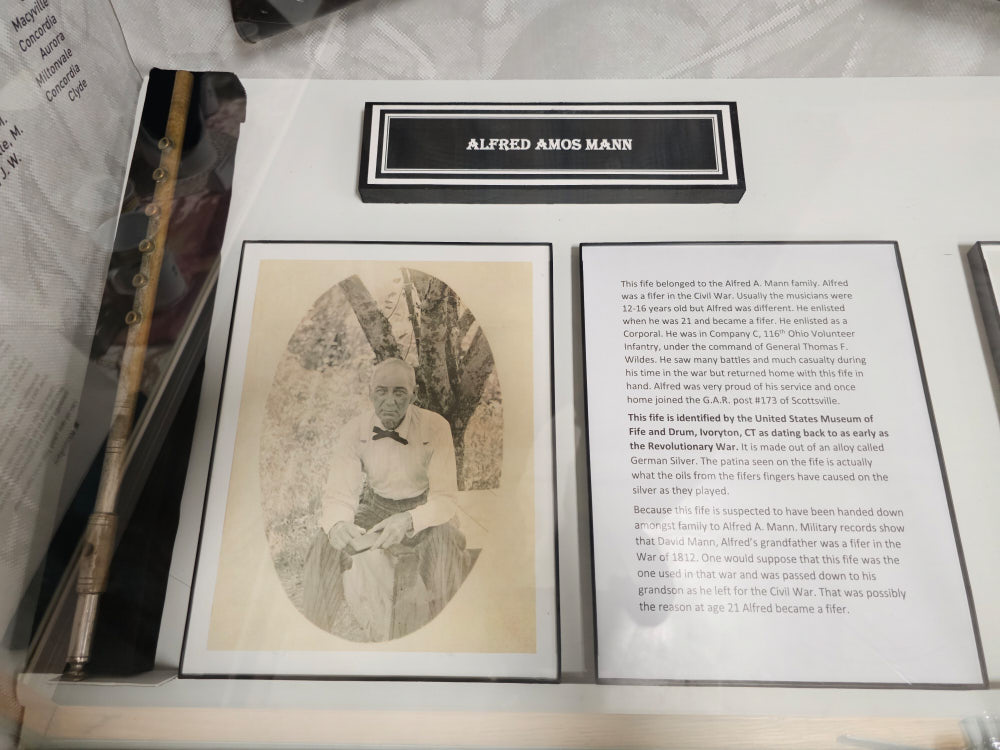 Macyville
Concordia
Aurora
Miltonvale
Concordia
Clyde
M.
J. W.
ALFRED AMOS MANN
This fife belonged to the Alfred A. Mann family. Alfred
was a fifer in the Civil War. Usually the musicians were
12-16 years old but Alfred was different. He enlisted
when he was 21 and became a fifer. He enlisted as a
Corporal. He was in Company C, 116th Ohio Volunteer
Infantry, under the command of General Thomas F.
Wildes. He saw many battles and much casualty during
his time in the war but returned home with this fife in
hand. Alfred was very proud of his service and once
home joined the G.A.R. post #173 of Scottsville.
This fife is identified by the United States Museum of
Fife and Drum, Ivoryton, CT as dating back to as early as
the Revolutionary War. It is made out of an alloy called
German Silver. The patina seen on the fife is actually
what the oils from the fifers fingers have caused on the
silver as they played.
Because this fife is suspected to have been handed down
amongst family to Alfred A. Mann. Military records show
that David Mann, Alfred's grandfather was a fifer in the
War of 1812. One would suppose that this fife was the
one used in that war and was passed down to his
grandson as he left for the Civil War. That was possibly
the reason at age 21 Alfred became a fifer.